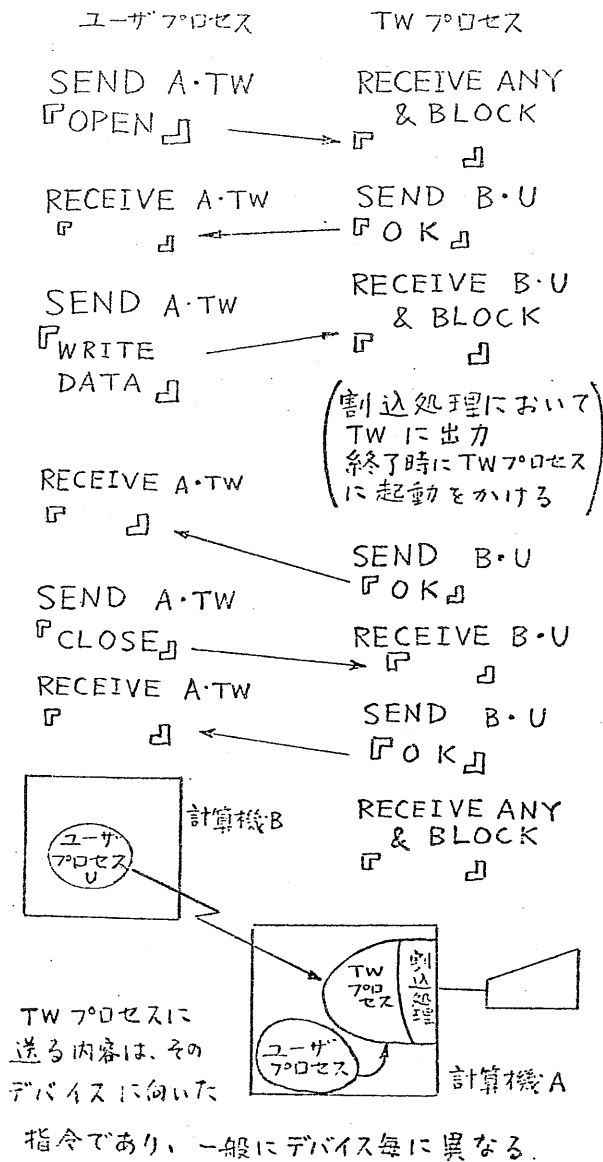 ユーザプロセス TWプロセス
SEND A・TW RECEIVE ANY
『OPEN』 & BLOCK
『 』
RECEIVE A・TW SEND B・U
『 』 『OK』
SEND A・TW RECEIVE B・U
『WRITE & BLOCK
DATA』 『 』
(割込処理において
TWに出力
終了時にTWプロセス
に起動をかける)
RECEIVE A・TW
『 』
SEND B・U
『OK』
SEND A・TW
『CLOSE』 RECEIVE B・U
『 』
RECEIVE A・TW
『 』 SEND B・U
『OK』
計算機B RECEIVE ANY
& BLOCK
『 』
ユーザ
プロセス
U
TW
プロ
セス
割込処理
ユーザ
プロセス
計算機A
TWプロセスに
送る内容は、その
デバイスに向いた
指令であり、一般にデバイス毎に異なる.